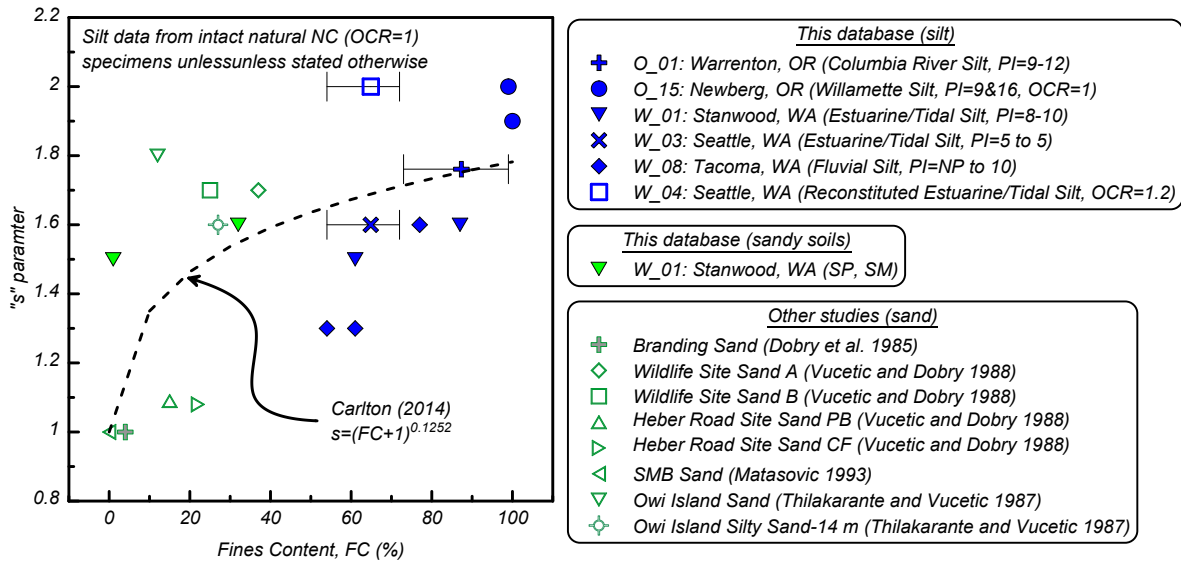 Silt data from intact natural NC (OCR=1)
specimens unlessunless stated otherwise
2.2
2
1.8
1.6
1.4
1.2
1
0.8
"s" paramter
0
20
40
60
80
100
Fines Content, FC (%)
Carlton (2014)
s=(FC+1)^0.1252
This database (silt)
O_01: Warrenton, OR (Columbia River Silt, PI=9-12)
O_15: Newberg, OR (Willamette Silt, PI=9&16, OCR=1)
W_01: Stanwood, WA (Estuarine/Tidal Silt, PI=8-10)
W_03: Seattle, WA (Estuarine/Tidal Silt, PI=5 to 5)
W_08: Tacoma, WA (Fluvial Silt, PI=NP to 10)
W_04: Seattle, WA (Reconstituted Estuarine/Tidal Silt, OCR=1.2)
This database (sandy soils)
W_01: Stanwood, WA (SP, SM)
Other studies (sand)
Branding Sand (Dobry et al. 1985)
Wildlife Site Sand A (Vucetic and Dobry 1988)
Wildlife Site Sand B (Vucetic and Dobry 1988)
Heber Road Site Sand PB (Vucetic and Dobry 1988)
Heber Road Site Sand CF (Vucetic and Dobry 1988)
SMB Sand (Matasovic 1993)
Owi Island Sand (Thilakarante and Vucetic 1987)
Owi Island Silty Sand-14 m (Thilakarante and Vucetic 1987)